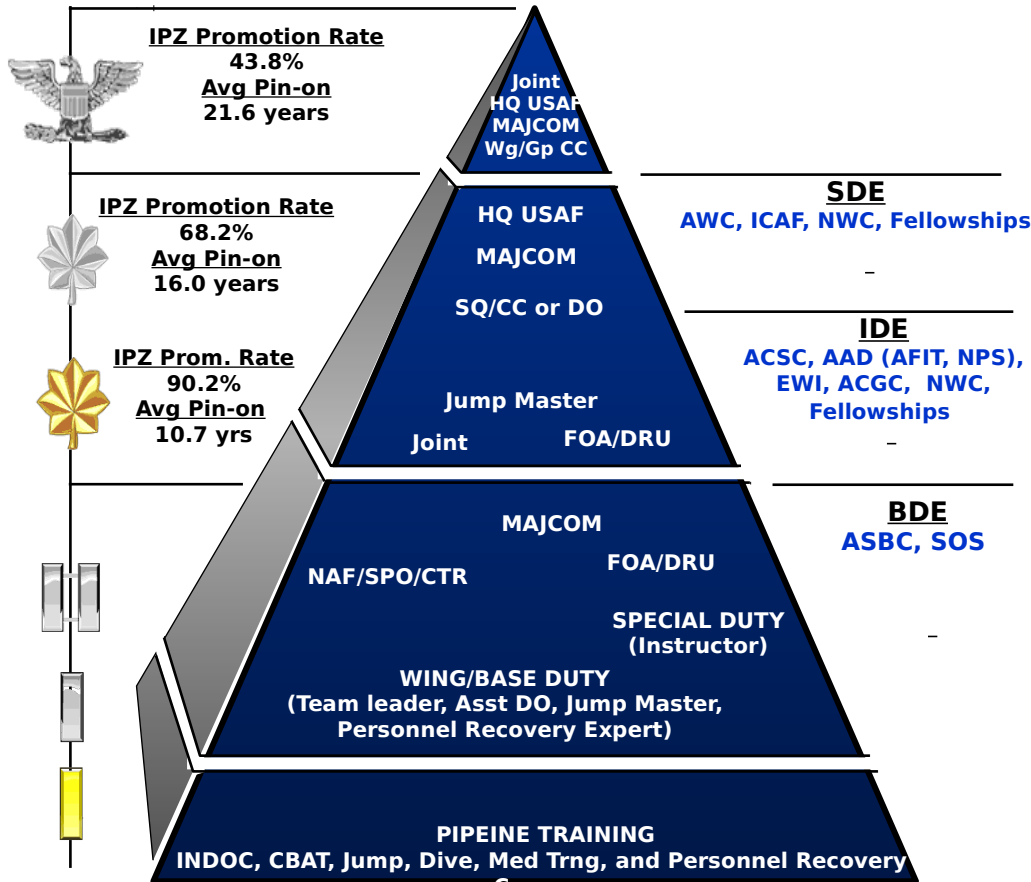 IPZ Promotion Rate
43.8%
Avg Pin-on
21.6 years
Joint
HQ USAF
MAJCOM
Wg/Gp CC
IPZ Promotion Rate
68.2%
Avg Pin-on
16.0 years
HQ USAF
MAJCOM
SQ/CC or DO
Jump Master
Joint
FOA/DRU
SDE
AWC, ICAF, NWC, Fellowships
–
IPZ Prom. Rate
90.2%
Avg Pin-on
10.7 yrs
IDE
ACSC, AAD (AFIT, NPS),
EWI, ACGC, NWC,
Fellowships
–
MAJCOM
FOA/DRU
NAF/SPO/CTR
SPECIAL DUTY
(Instructor)
WING/BASE DUTY
(Team leader, Asst DO, Jump Master,
Personnel Recovery Expert)
BDE
ASBC, SOS
–
PIPEINE TRAINING
INDOC, CBAT, Jump, Dive, Med Trng, and Personnel Recovery